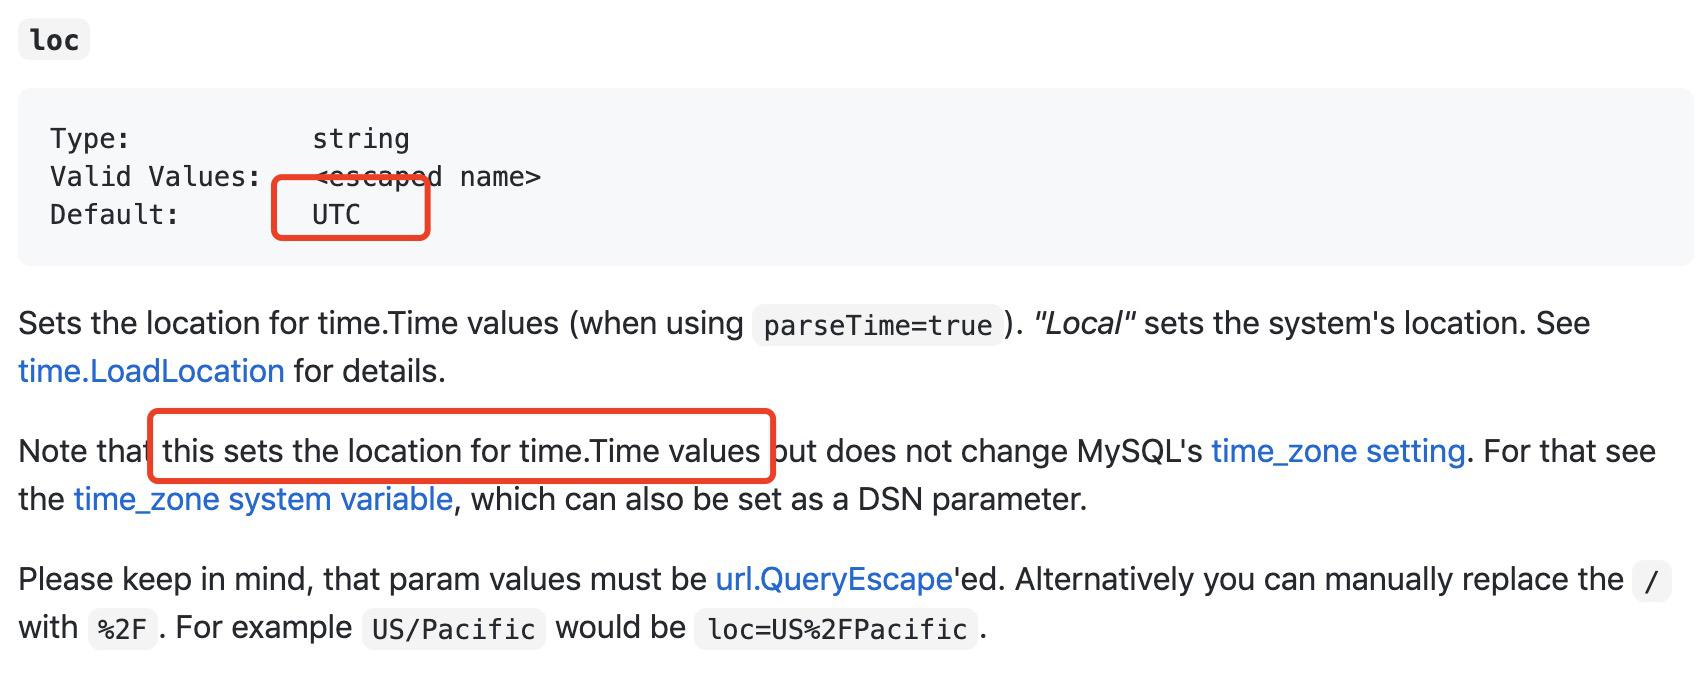 loc
Type: string
Valid Values: <escaped name>
Default: UTC
Sets the location for time.Time values (when using parseTime=true). "Local" sets the system's location. See
time.LoadLocation for details.
Note that this sets the location for time.Time values but does not change MySQL's time_zone setting. For that see
the time_zone system variable, which can also be set as a DSN parameter.
Please keep in mind, that param values must be url.QueryEscape'ed. Alternatively you can manually replace the /
with %2F. For example US/Pacific would be loc=US%2FPacific.